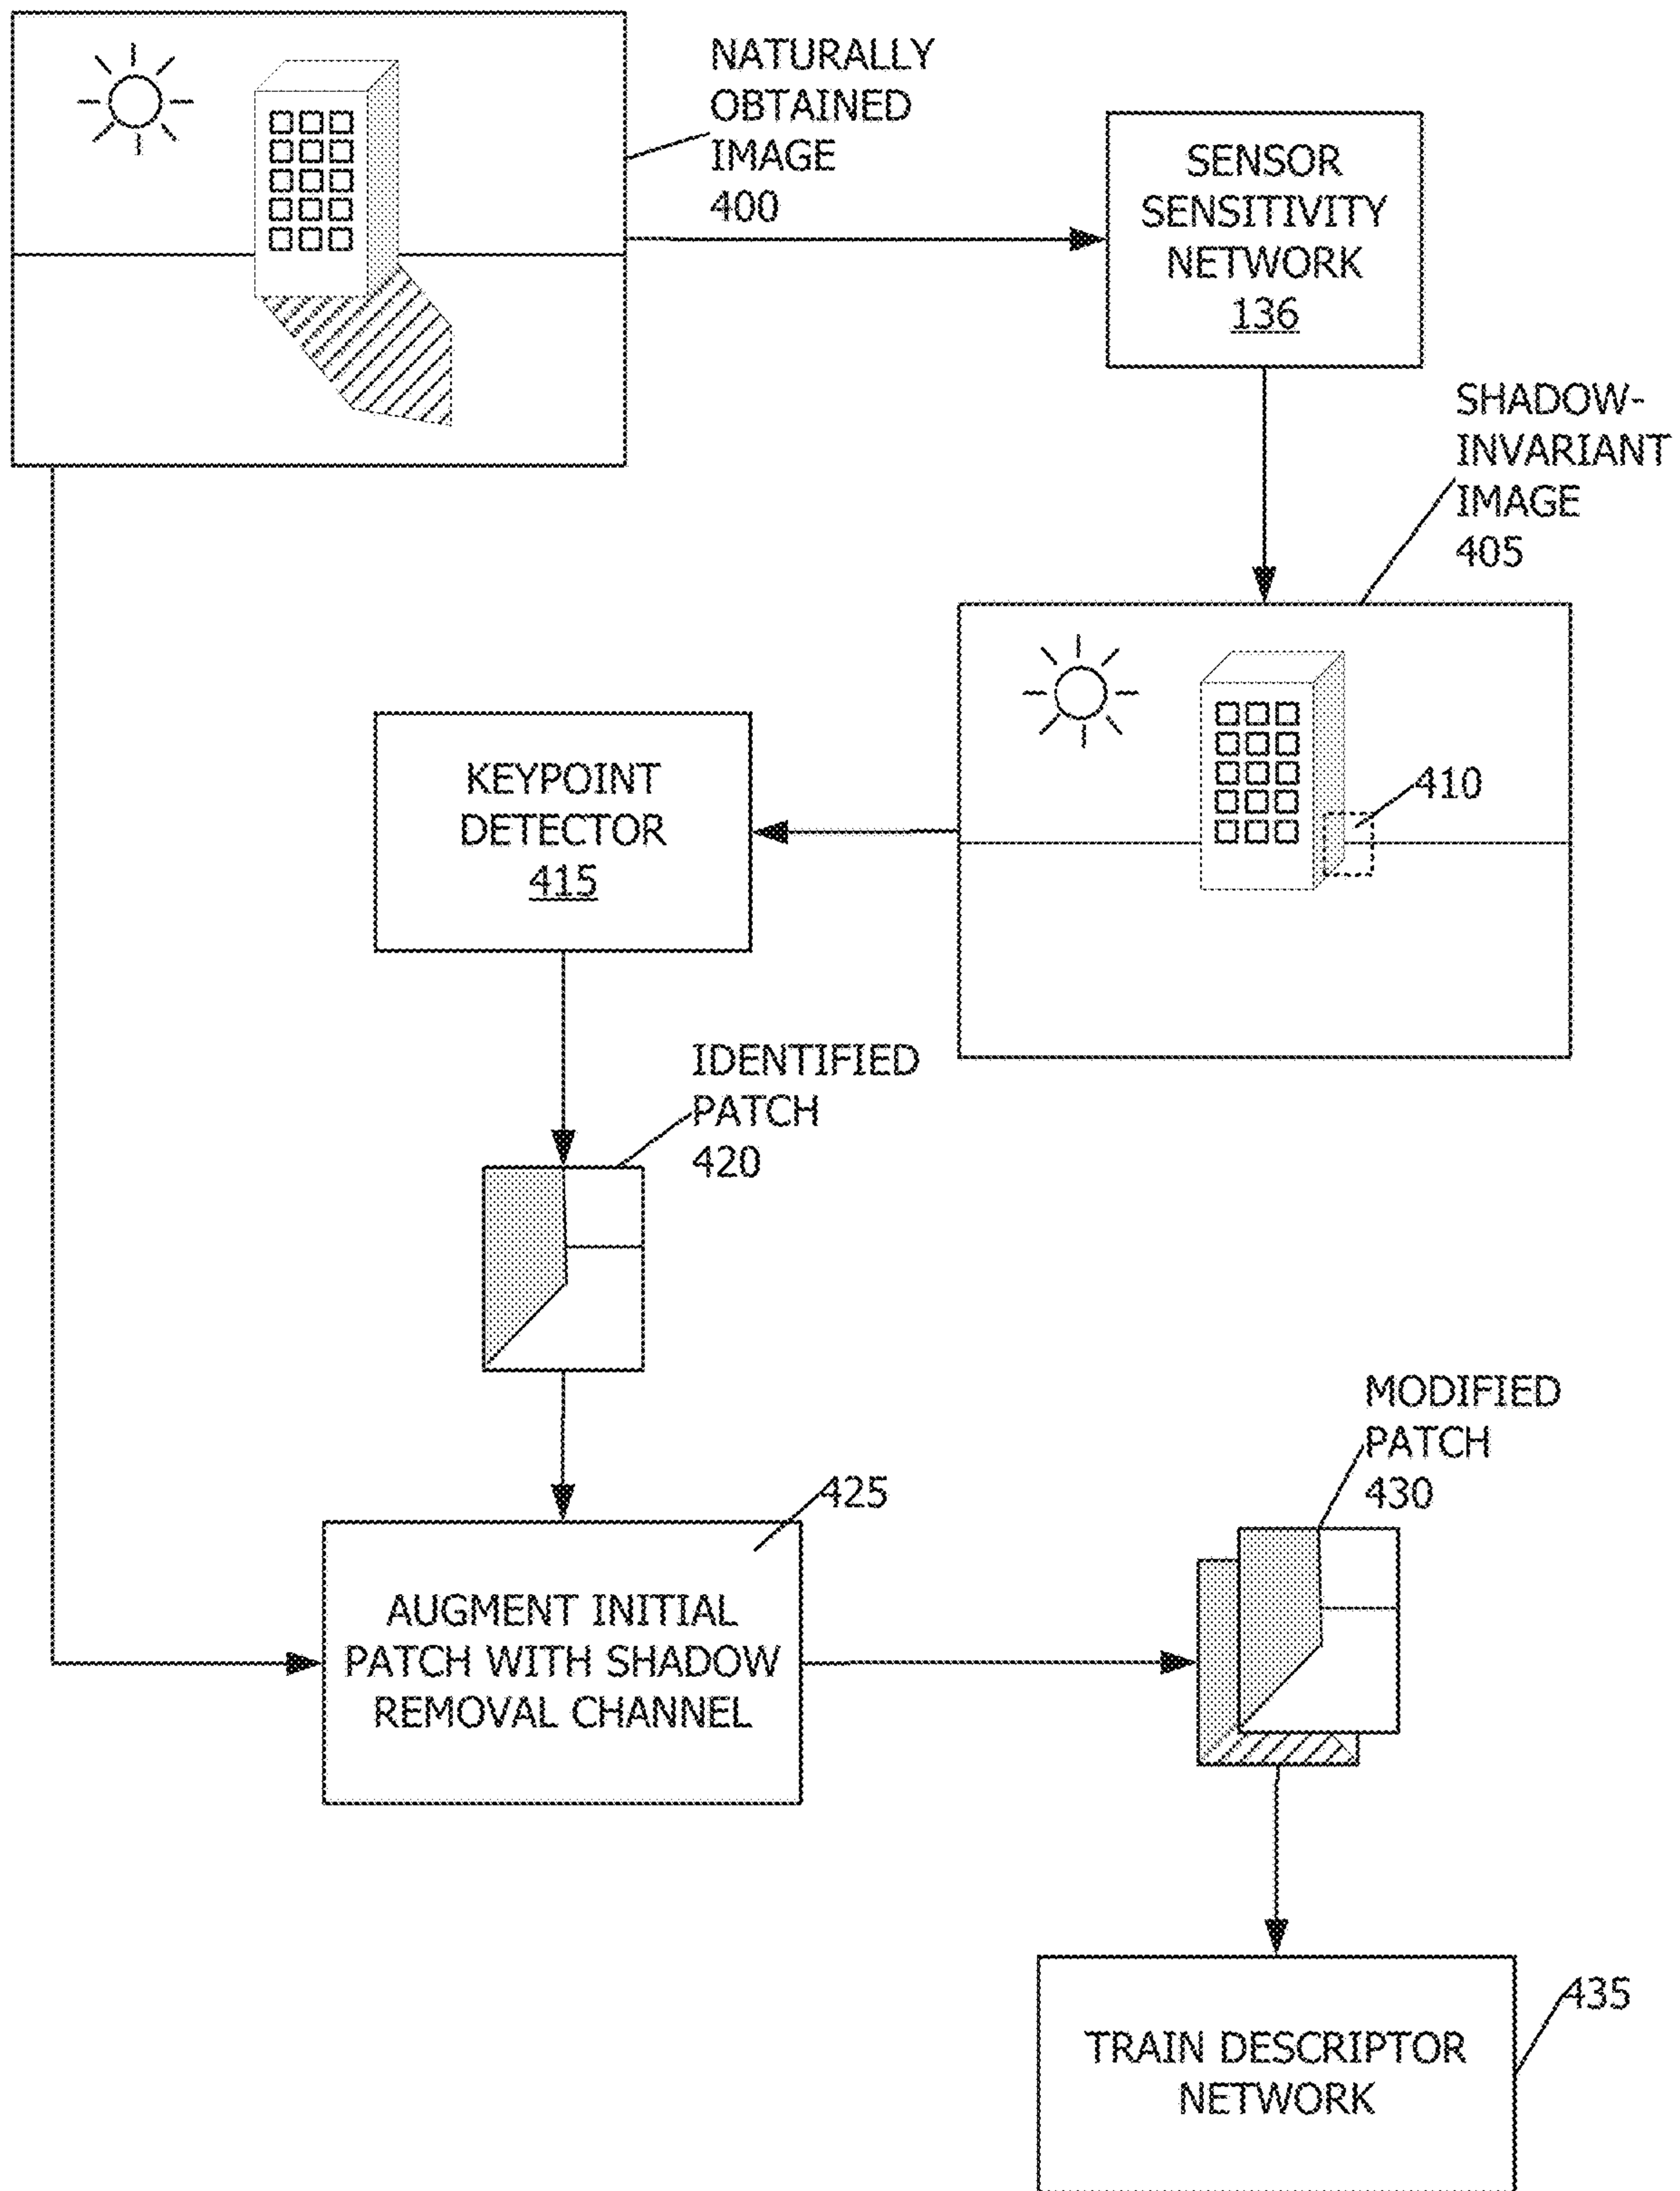 NATURALLY
OBTAINED
IMAGE
400
SENSOR
SENSITIVITY
NETWORK
136
SHADOW-
INVARIANT
IMAGE
405
410
KEYPOINT
DETECTOR
415
IDENTIFIED
PATCH
420
MODIFIED
PATCH
430
425
AUGMENT INITIAL
PATCH WITH SHADOW
REMOVAL CHANNEL
435
TRAIN DESCRIPTOR
NETWORK